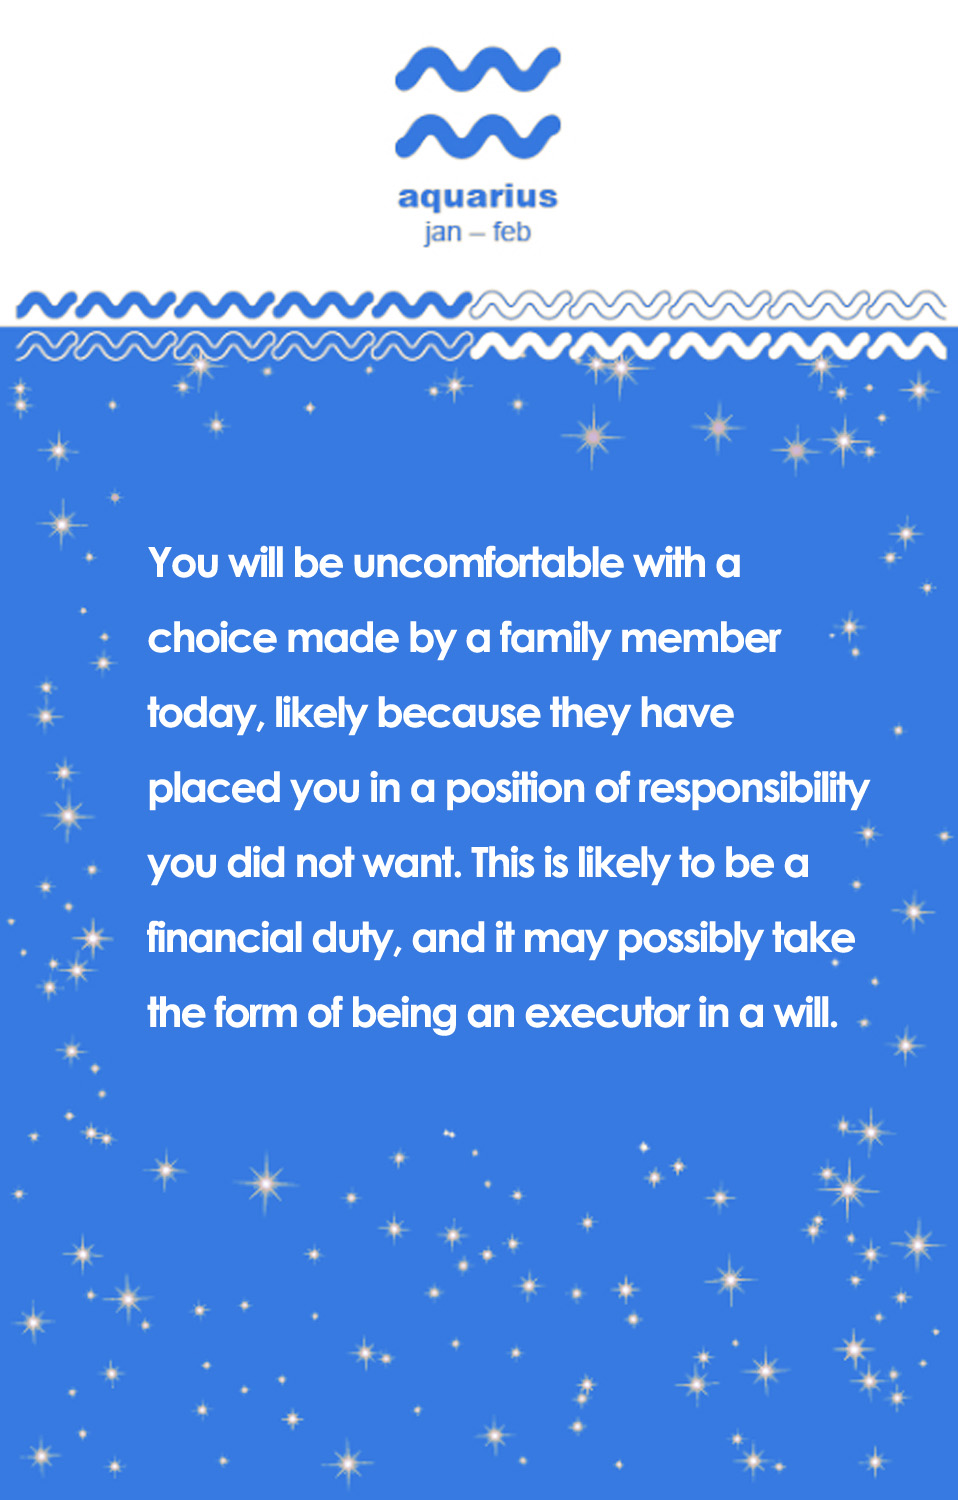 aquarius
jan – feb
You will be uncomfortable with a
choice made by a family member
today, likely because they have
placed you in a position of responsibility
you did not want. This is likely to be a
financial duty, and it may possibly take
the form of being an executor in a will.